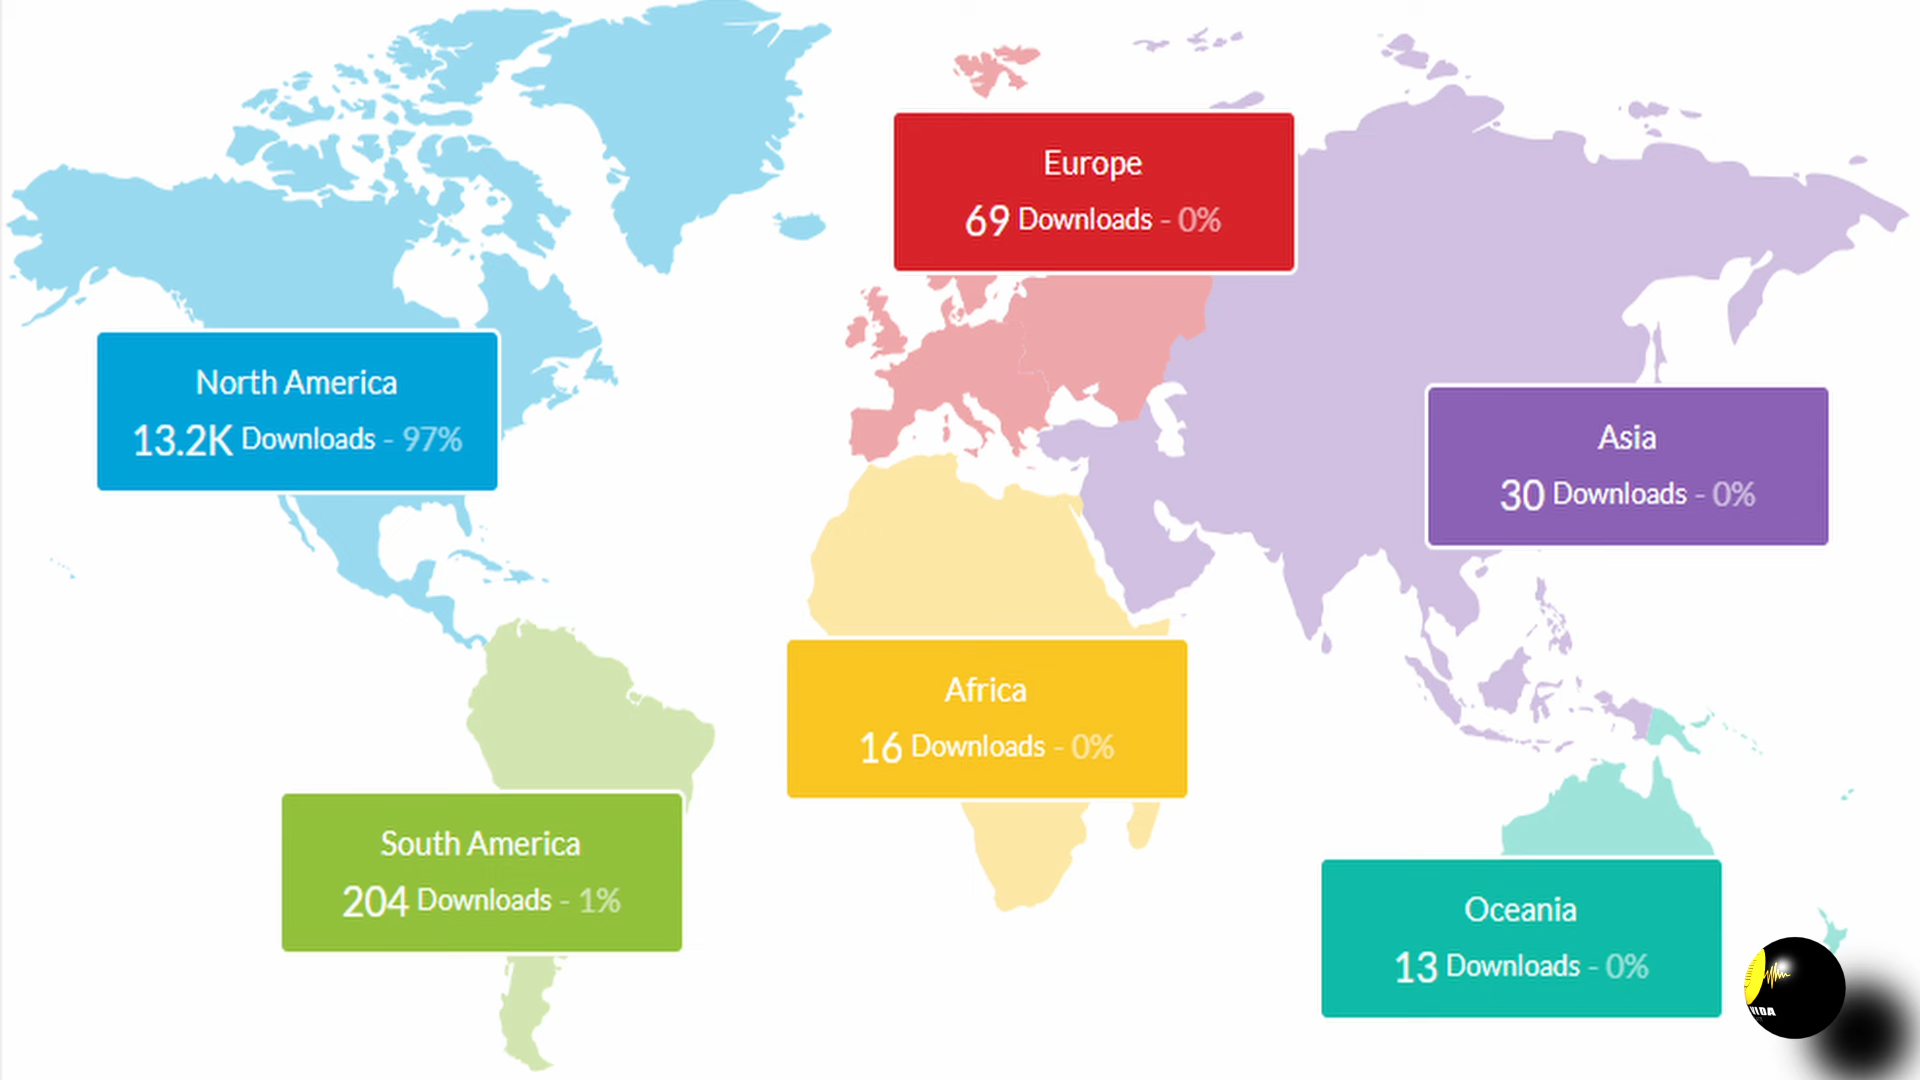 Europe
69 Downloads - 0%
North America
13.2K Downloads - 97%
Asia
30 Downloads - 0%
Africa
16 Downloads - 0%
South America
204 Downloads - 1%
Oceania
13 Downloads - 0%